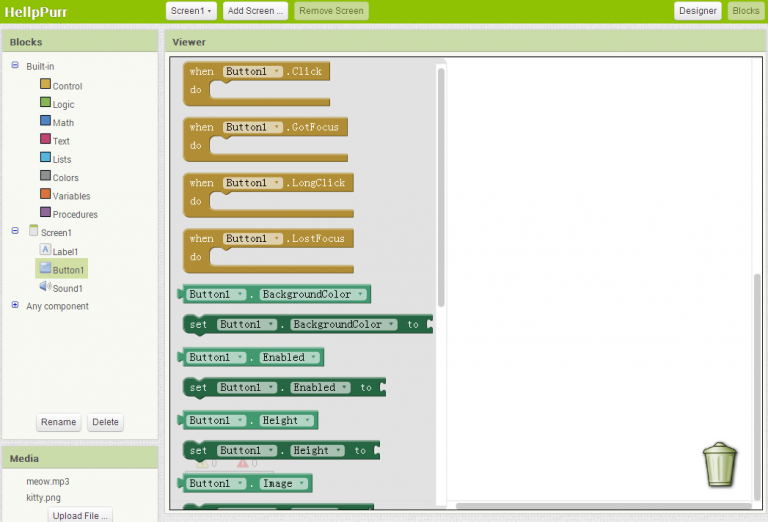 HellpPurr Screen1 Add Screen ... Remove Screen Designer Blocks
Blocks
Built-in
Control
Logic
Math
Text
Lists
Colors
Variables
Procedures
Screen1
A Label1
Button1
Sound1
Any component
Rename Delete
Media
meow.mp3
kitty.png
Upload File ...
Viewer
when Button1 .Click
do
when Button1 .GotFocus
do
when Button1 .LongClick
do
when Button1 .LostFocus
do
Button1 . BackgroundColor
set Button1 . BackgroundColor to
Button1 . Enabled
set Button1 . Enabled to
Button1 . Height
set Button1 . Height to
0 0
Button1 . Image